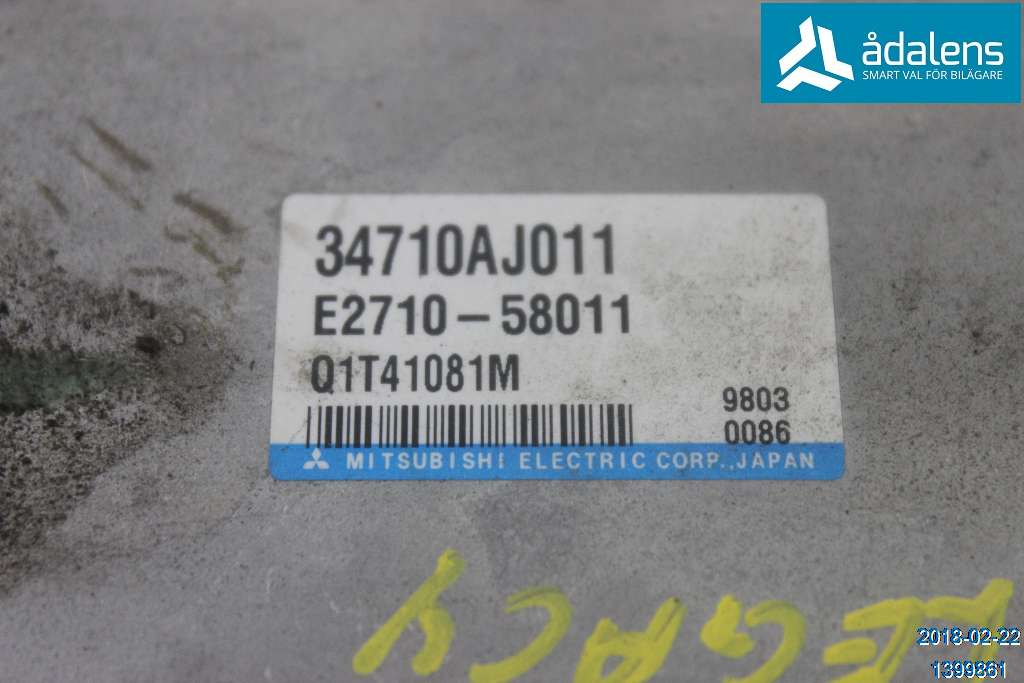 ådalens
SMART VAL FÖR BILÄGARE
34710AJ011
E2710-58011
Q1T41081M
9803
0086
MITSUBISHI ELECTRIC CORP.,JAPAN
LEGACY
2018-02-22
1399861